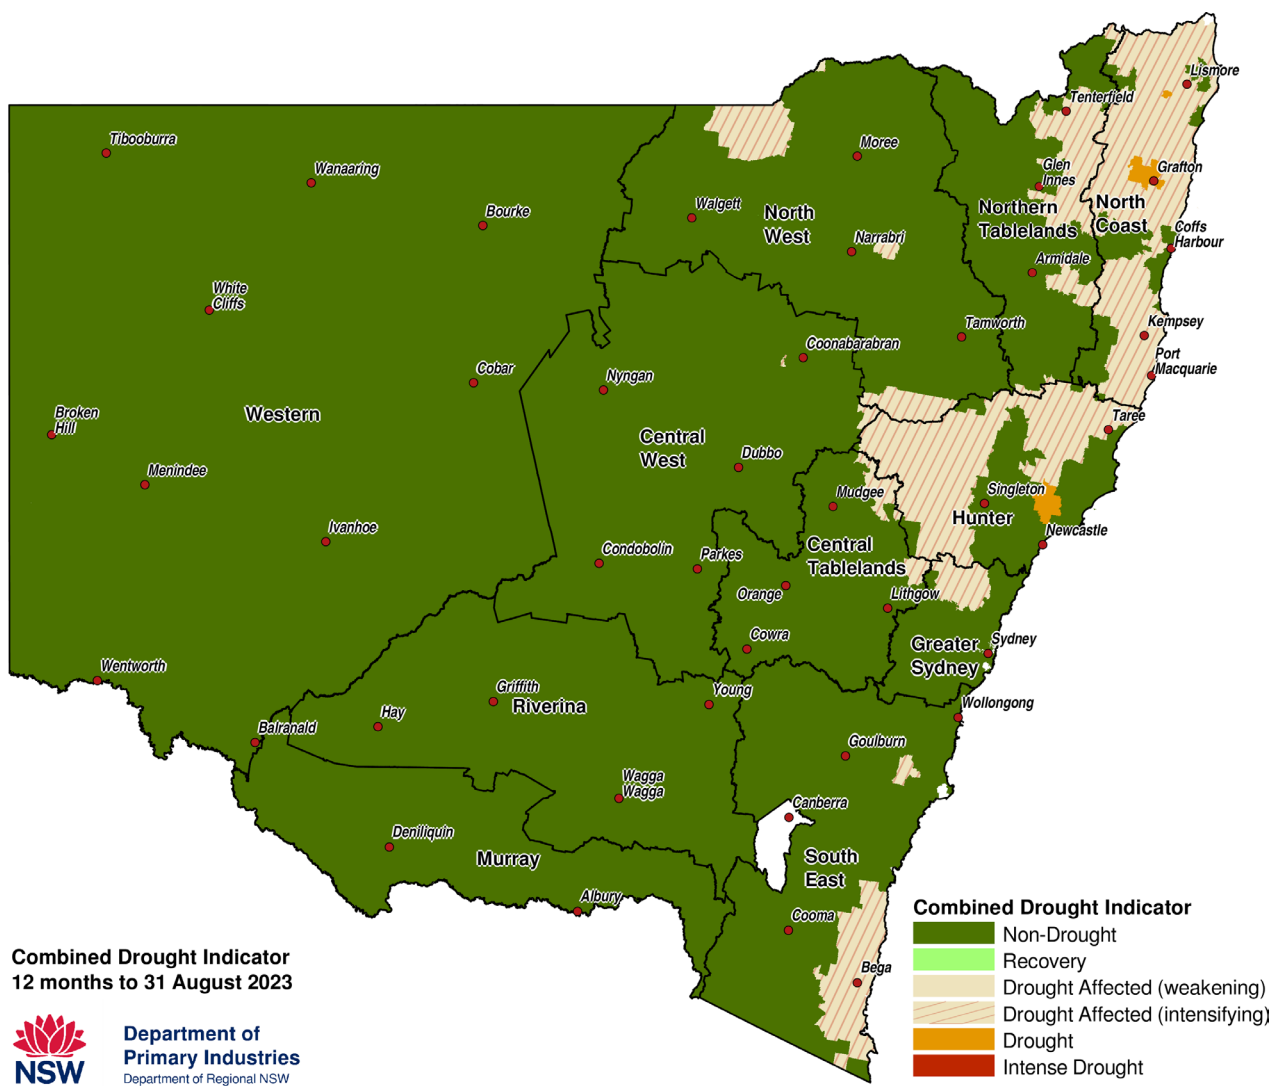 Lismore
Tenterfield
Tibooburra
Moree
Wanaaring
Glen
Innes
Grafton
Walgett
Bourke
North
West
Northern
Tablelands
North
Coast
Coffs
Harbour
Narrabri
Armidale
White
Cliffs
Tamworth
Kempsey
Coonabarabran
Port
Macquarie
Cobar
Nyngan
Broken
Hill
Western
Taree
Central
West
Dubbo
Menindee
Mudgee
Singleton
Hunter
Ivanhoe
Newcastle
Condobolin
Parkes
Central
Tablelands
Orange
Lithgow
Cowra
Greater
Sydney
Sydney
Wentworth
Griffith
Riverina
Young
Wollongong
Hay
Balranald
Goulburn
Wagga
Wagga
Canberra
Deniliquin
Murray
South
East
Albury
Cooma
Bega
Combined Drought Indicator
Non-Drought
Recovery
Drought Affected (weakening)
Drought Affected (intensifying)
Drought
Intense Drought
Combined Drought Indicator
12 months to 31 August 2023
NSW
Department of
Primary Industries
Department of Regional NSW